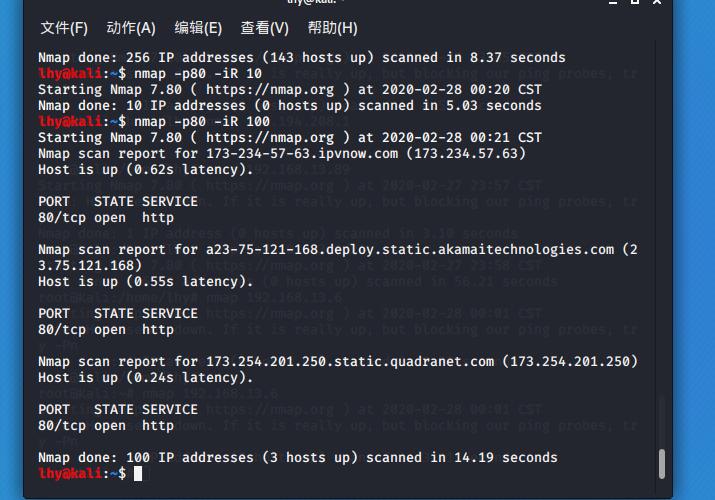 lhy@kali: ~
文件(F) 动作(A) 编辑(E) 查看(V) 帮助(H)
Nmap done: 256 IP addresses (143 hosts up) scanned in 8.37 seconds
lhy@kali:~$ nmap -p80 -iR 10
Starting Nmap 7.80 ( https://nmap.org ) at 2020-02-28 00:20 CST
Nmap done: 10 IP addresses (0 hosts up) scanned in 5.03 seconds
lhy@kali:~$ nmap -p80 -iR 100
Starting Nmap 7.80 ( https://nmap.org ) at 2020-02-28 00:21 CST
Nmap scan report for 173-234-57-63.ipvnow.com (173.234.57.63)
Host is up (0.62s latency).
PORT   STATE SERVICE
80/tcp open  http
Nmap scan report for a23-75-121-168.deploy.static.akamaitechnologies.com (2
3.75.121.168)
Host is up (0.55s latency).
PORT   STATE SERVICE
80/tcp open  http
Nmap scan report for 173.254.201.250.static.quadranet.com (173.254.201.250)
Host is up (0.24s latency).
PORT   STATE SERVICE
80/tcp open  http
Nmap done: 100 IP addresses (3 hosts up) scanned in 14.19 seconds
lhy@kali:~$